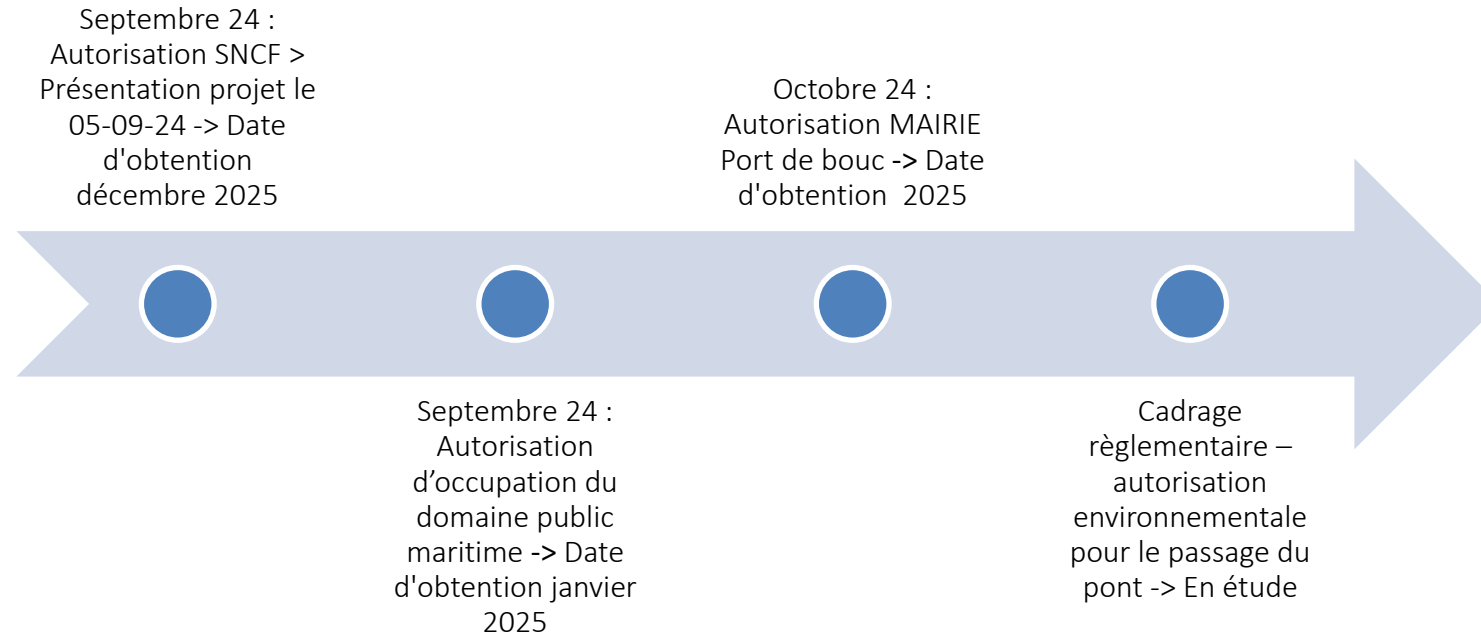 Septembre 24 :
Autorisation SNCF >
Présentation projet le
05-09-24 -> Date
d'obtention
décembre 2025
Septembre 24 :
Autorisation
d’occupation du
domaine public
maritime -> Date
d'obtention janvier
2025
Octobre 24 :
Autorisation MAIRIE
Port de bouc -> Date
d'obtention  2025
Cadrage
règlementaire –
autorisation
environnementale
pour le passage du
pont -> En étude